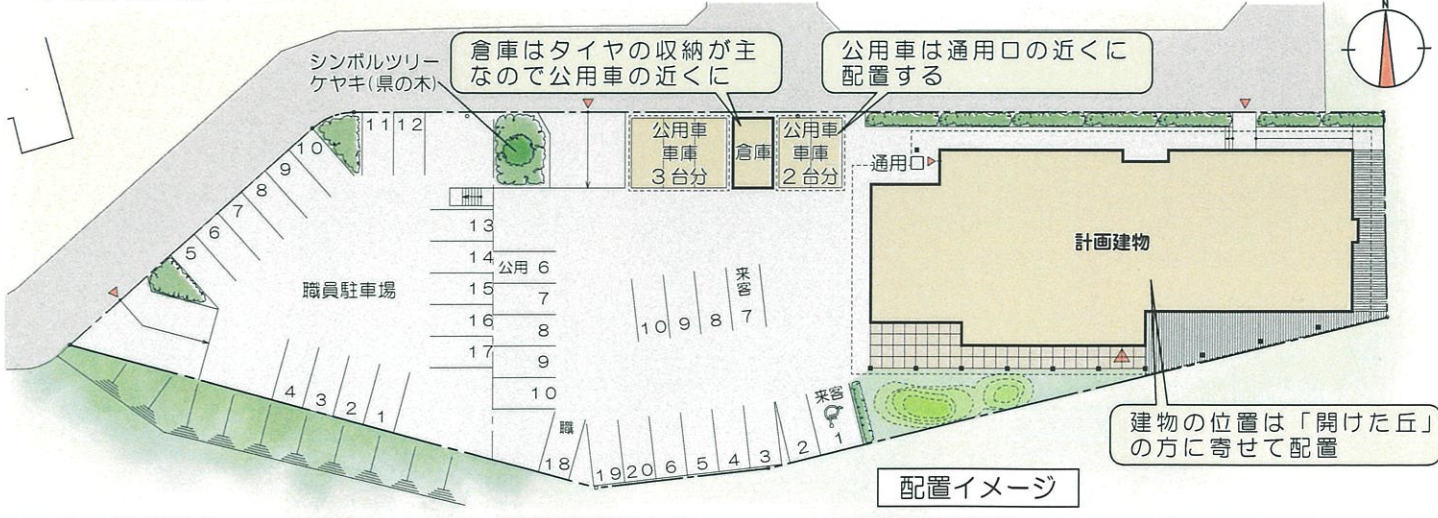 N
シンボルツリー
ケヤキ(県の木)
倉庫はタイヤの収納が主
なので公用車の近くに
公用車は通用口の近くに
配置する
公用車
車庫
3台分
倉庫
公用車
車庫
2台分
通用口
計画建物
職員駐車場
12
11
10
9
8
7
6
5
4
3
2
1
13
14
15
16
17
公用 6
7
8
9
10
来客
10 9 8 7
職
18
19 20 6 5 4 3 2 1
来客
建物の位置は「開けた丘」
の方に寄せて配置
配置イメージ